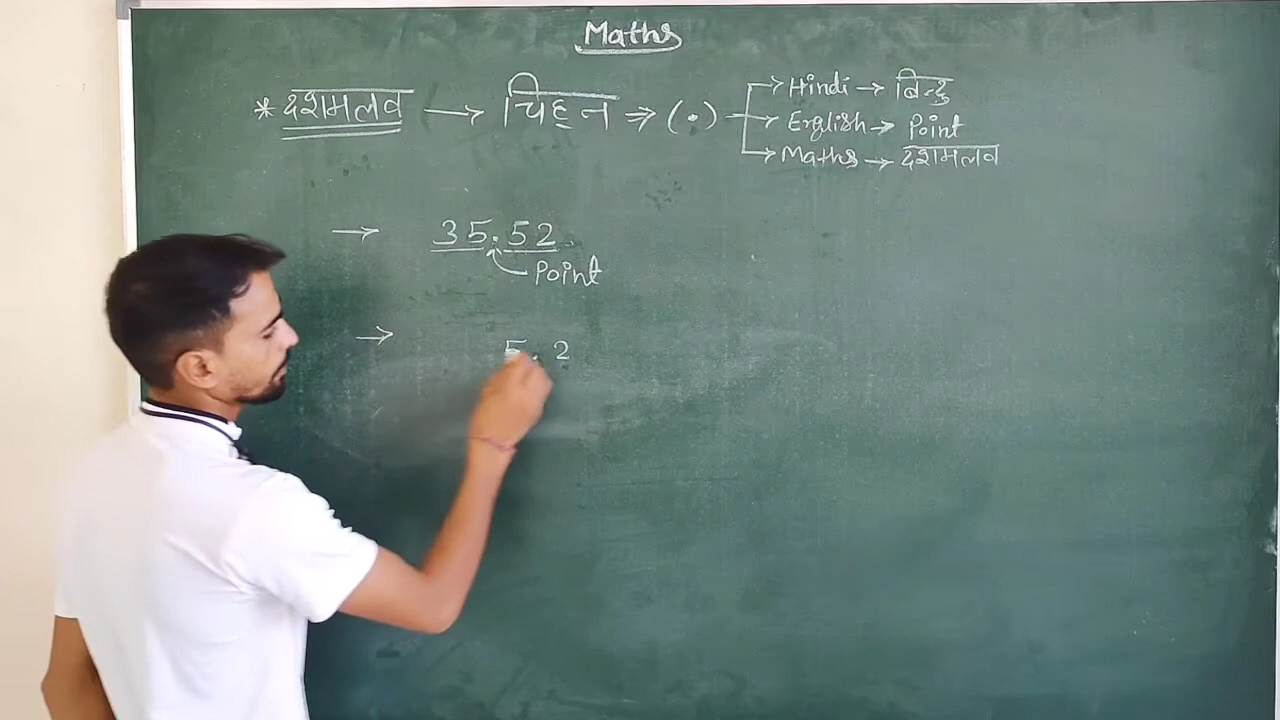 Maths
* दशमलव → चिह्न ⇒ (.)
→ Hindi → बिन्दु
→ English → Point
→ Maths → दशमलव
→ 35.52
Point
→ 5.2